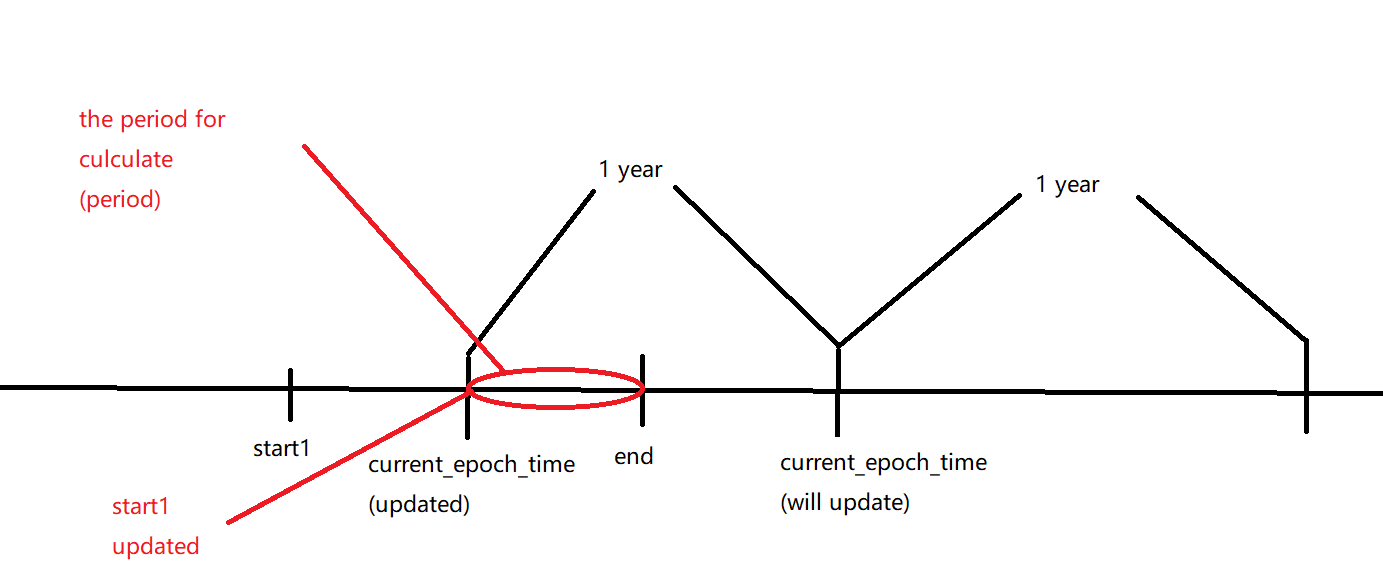 the period for
culculate
(period)
1 year
1 year
start1
current_epoch_time
(updated)
end
current_epoch_time
(will update)
start1
updated